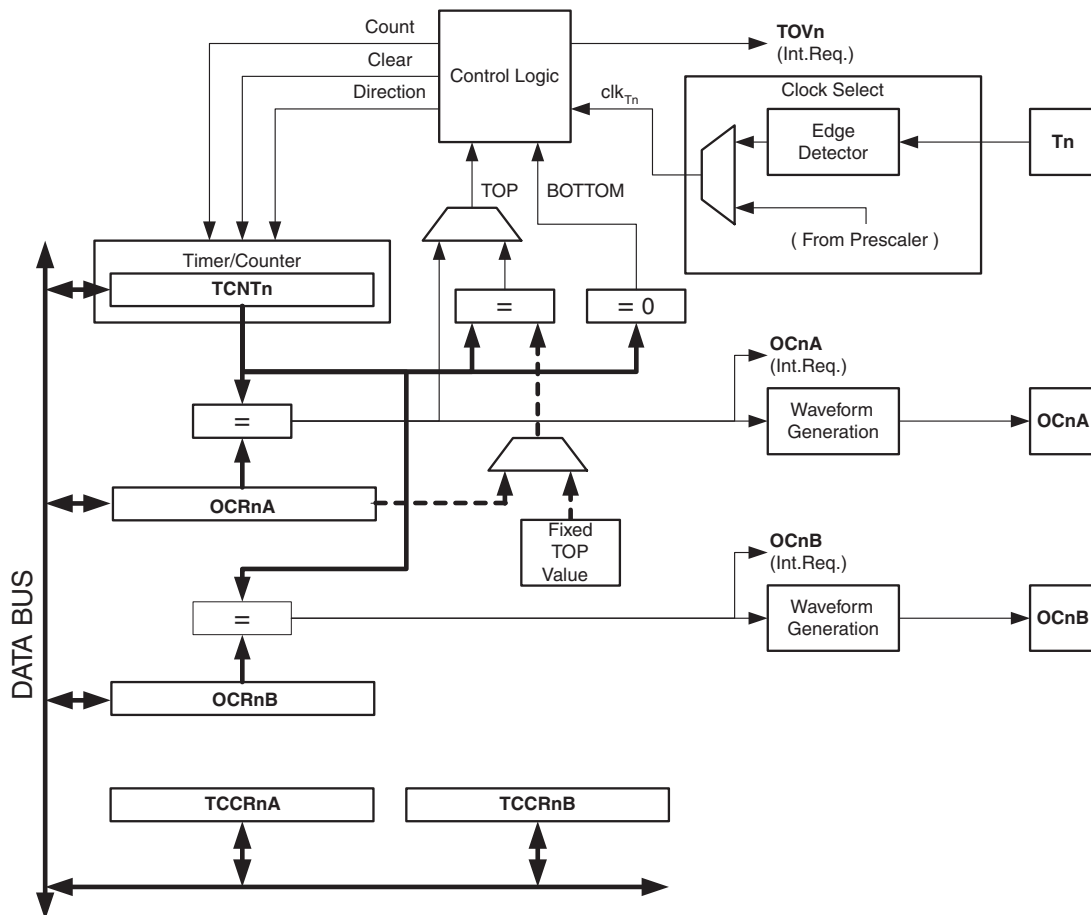 Count
Clear
Direction
Control Logic
TOVn
(Int.Req.)
clkTn
Clock Select
Edge
Detector
Tn
( From Prescaler )
TOP
BOTTOM
Timer/Counter
TCNTn
=
= 0
OCnA
(Int.Req.)
=
Waveform
Generation
OCnA
OCRnA
Fixed
TOP
Value
OCnB
(Int.Req.)
=
Waveform
Generation
OCnB
OCRnB
DATA BUS
TCCRnA
TCCRnB